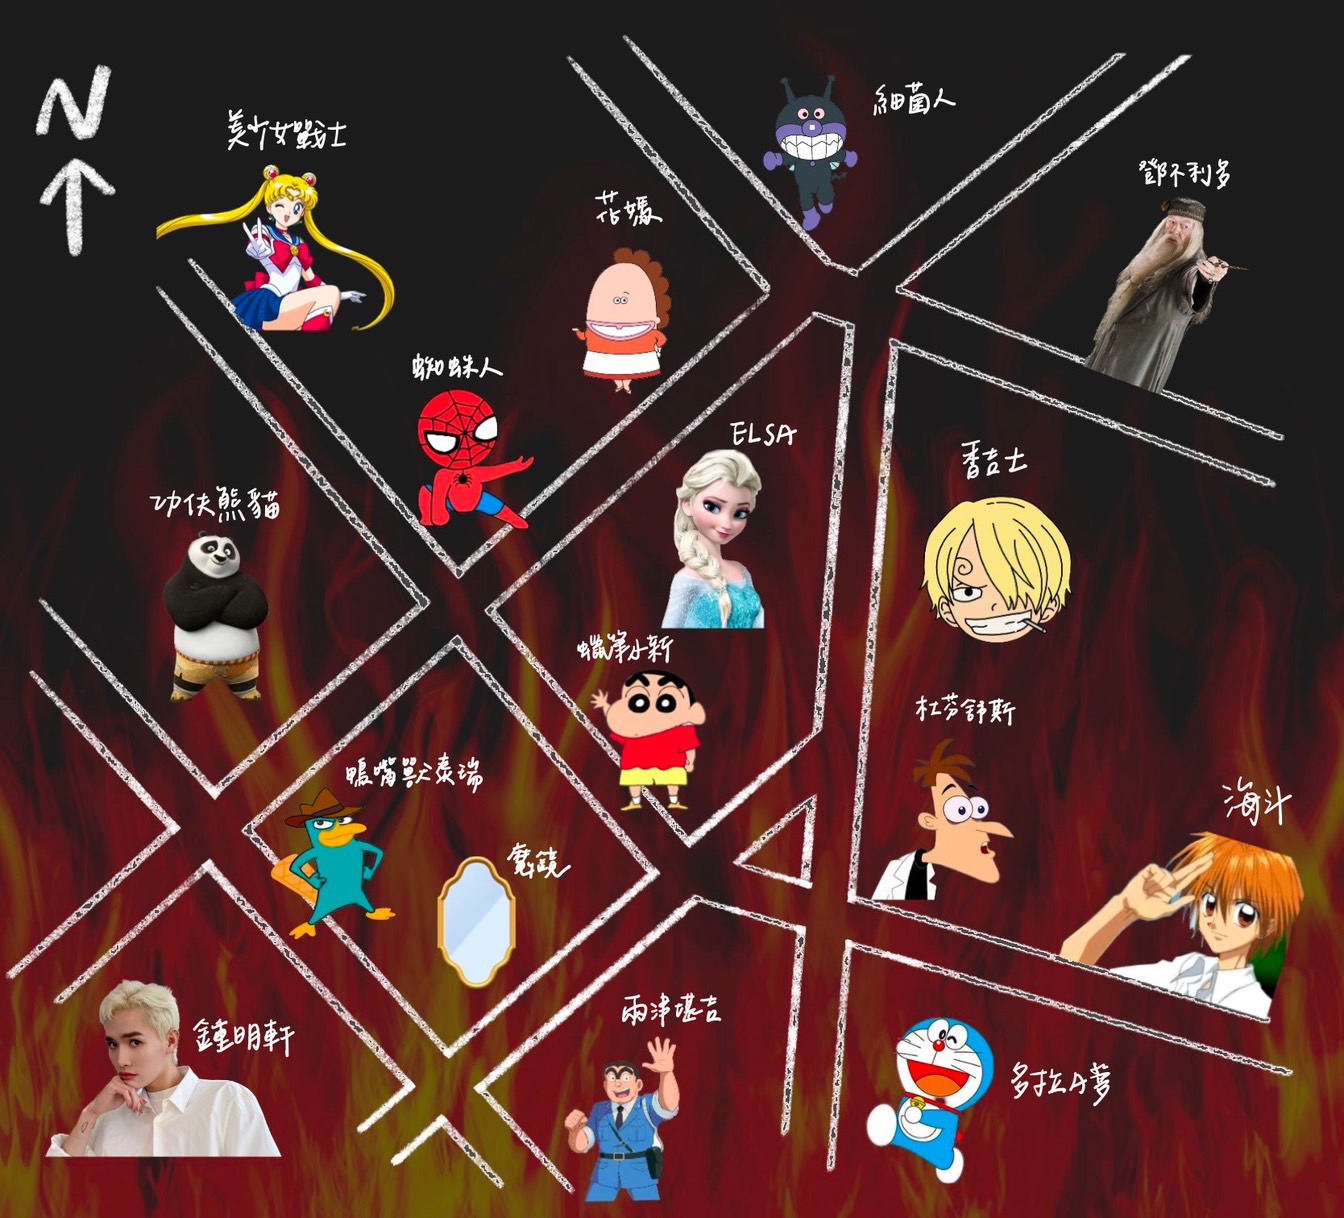 N
美少女戰士
細菌人
鄧不利多
花媽
蜘蛛人
ELSA
香吉士
功伕熊貓
蠟筆小新
杜芬舒斯
鴨嘴獸泰瑞
海斗
魔鏡
鍾明軒
兩津堪吉
多拉A夢